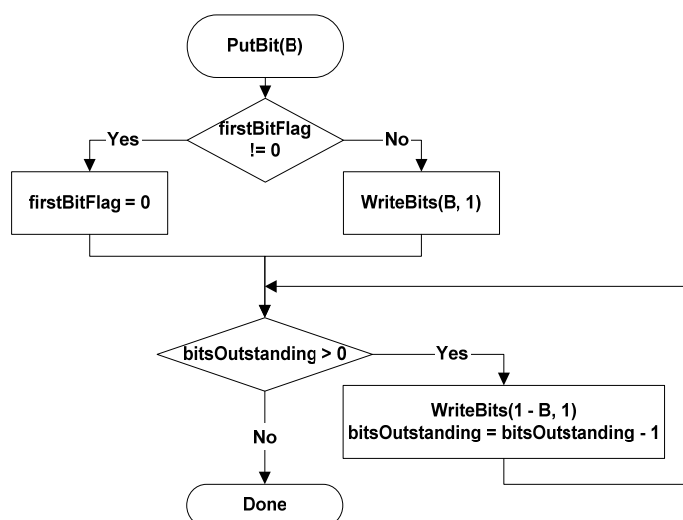 PutBit(B)
firstBitFlag
!= 0
Yes
No
firstBitFlag = 0
WriteBits(B, 1)
bitsOutstanding > 0
Yes
WriteBits(1 - B, 1)
bitsOutstanding = bitsOutstanding - 1
No
Done